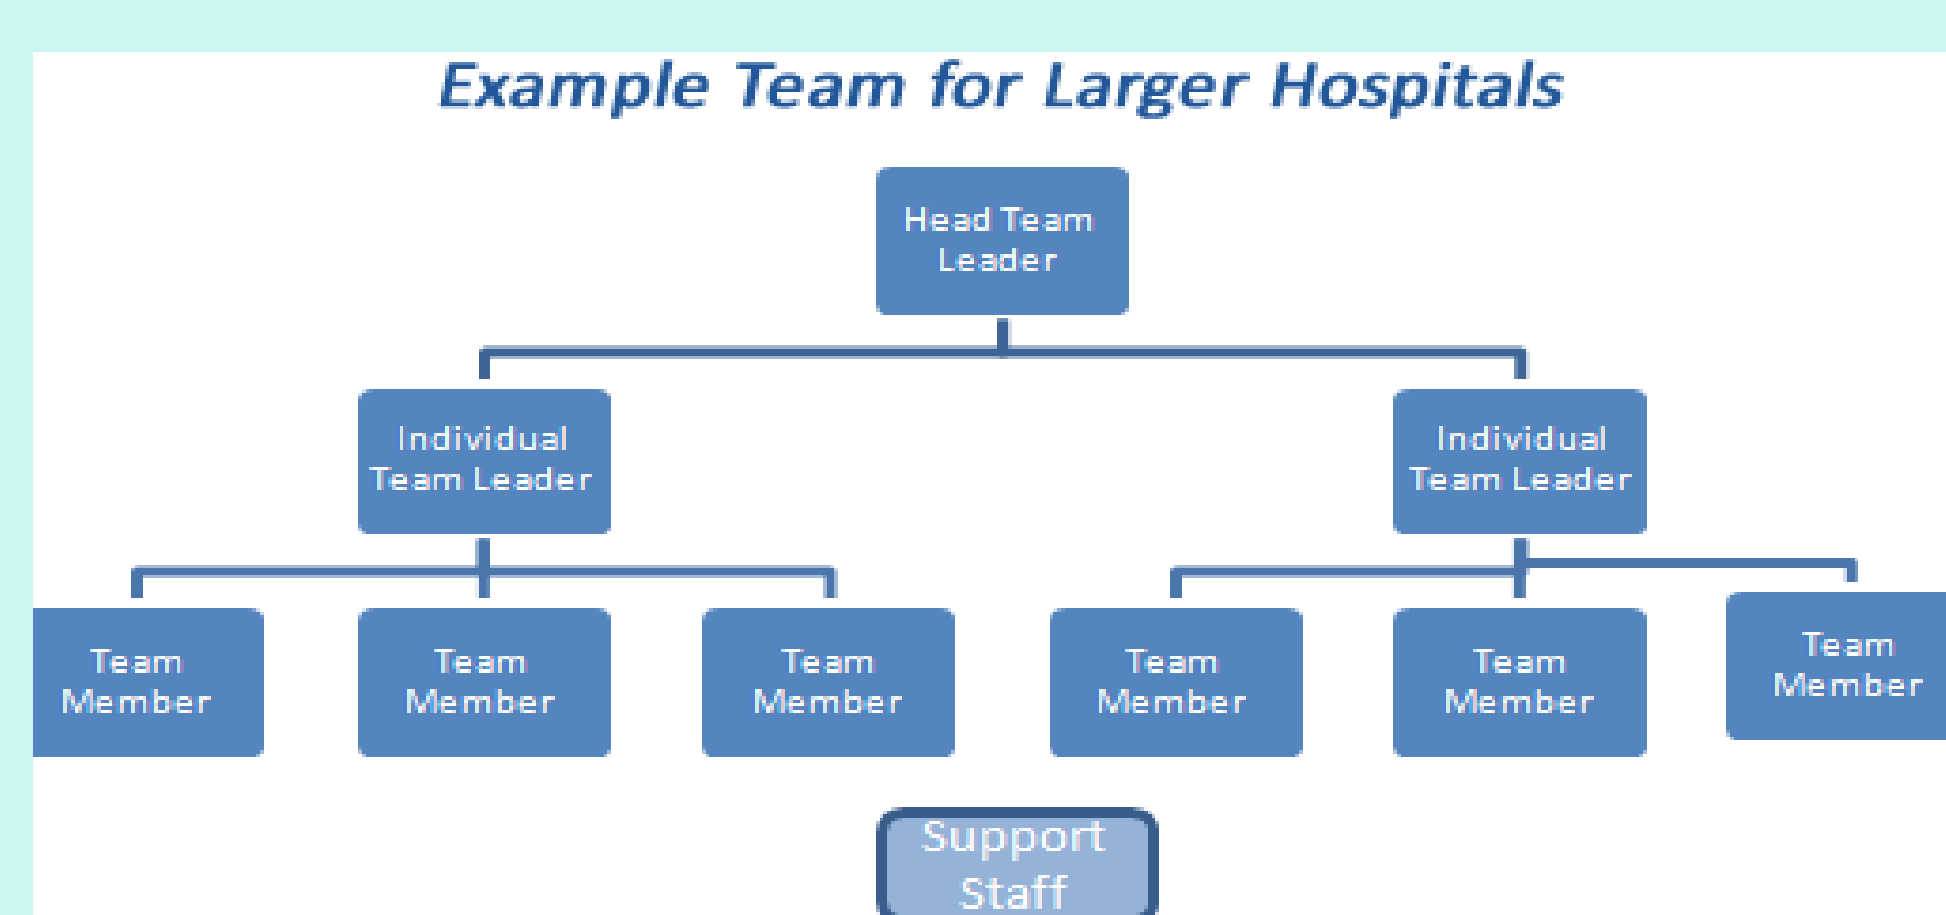 Example Team for Larger Hospitals
Head Team
Leader
Individual
Team Leader
Individual
Team Leader
Team
Member
Team
Member
Team
Member
Team
Member
Team
Member
Team
Member
Support
Staff